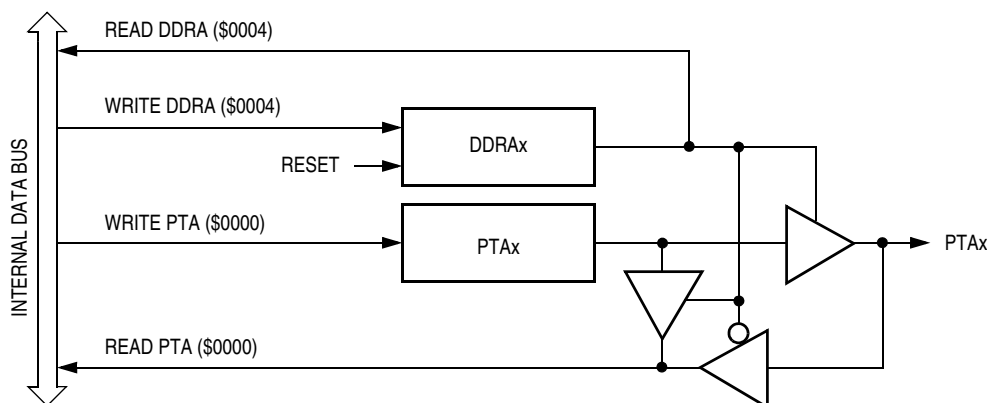 READ DDRA ($0004)
WRITE DDRA ($0004)
DDRAx
RESET
WRITE PTA ($0000)
PTAx
PTAx
READ PTA ($0000)
INTERNAL DATA BUS